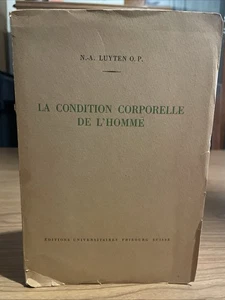 N.-A. LUYTEN O. P.
LA CONDITION CORPORELLE
DE L'HOMME
EDITIONS UNIVERSITAIRES FRIBOURG SUISSE